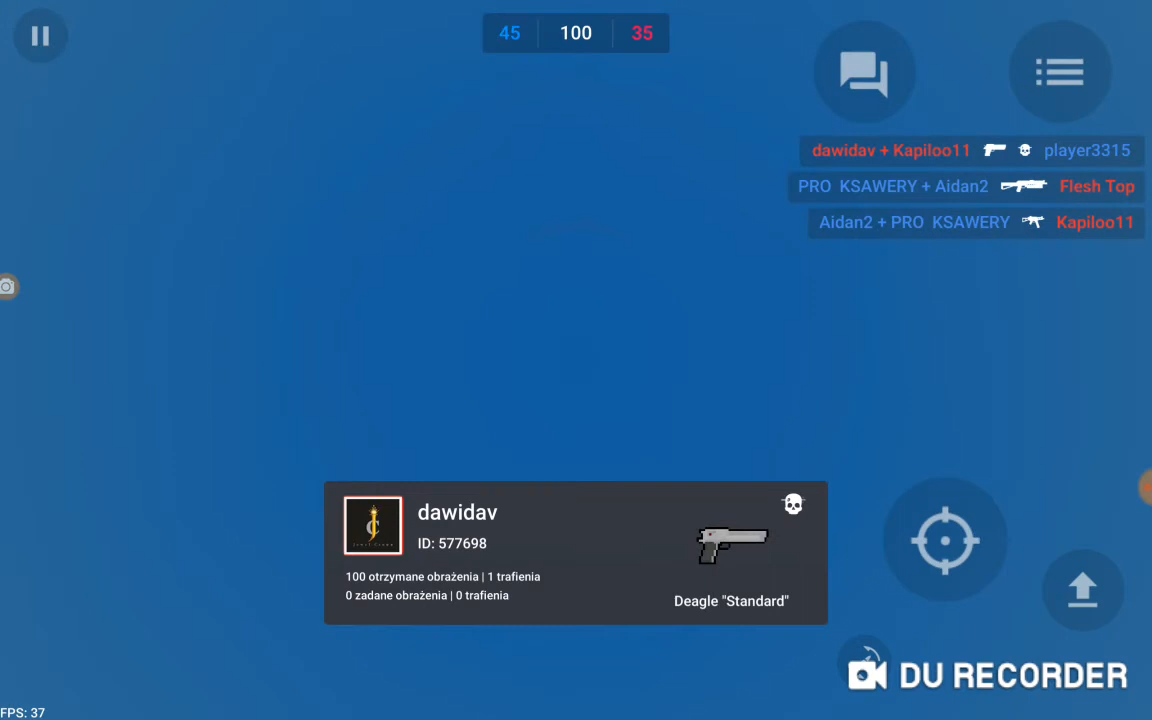 45 100 35
dawidav + Kapiloo11 player3315
PRO KSAWERY + Aidan2 Flesh Top
Aidan2 + PRO KSAWERY Kapiloo11
dawidav
ID: 577698
100 otrzymane obrażenia | 1 trafienia
0 zadane obrażenia | 0 trafienia
Deagle "Standard"
DU RECORDER
FPS: 37